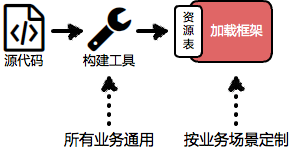 源代码
构建工具
资源表
加载框架
所有业务通用
按业务场景定制